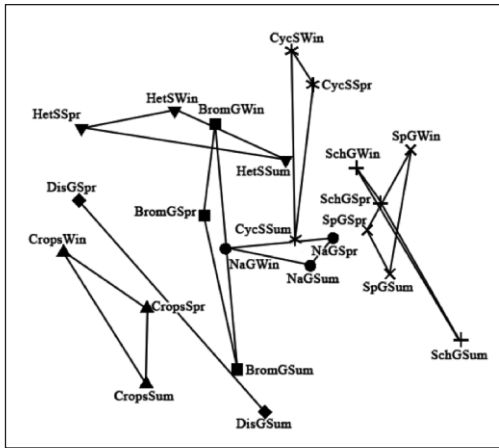 CycSWin
CycSSpr
HetSWin
BromGWin
HetSSpr
SpGWin
SchGWin
HetSSum
DisGSpr
SchGSpr
BromGSpr
SpGSpr
CycSSum
CropsWin
NaGSpr
NaGWin
NaGSum
SpGSum
CropsSpr
SchGSum
BromGSum
CropsSum
DisGSum